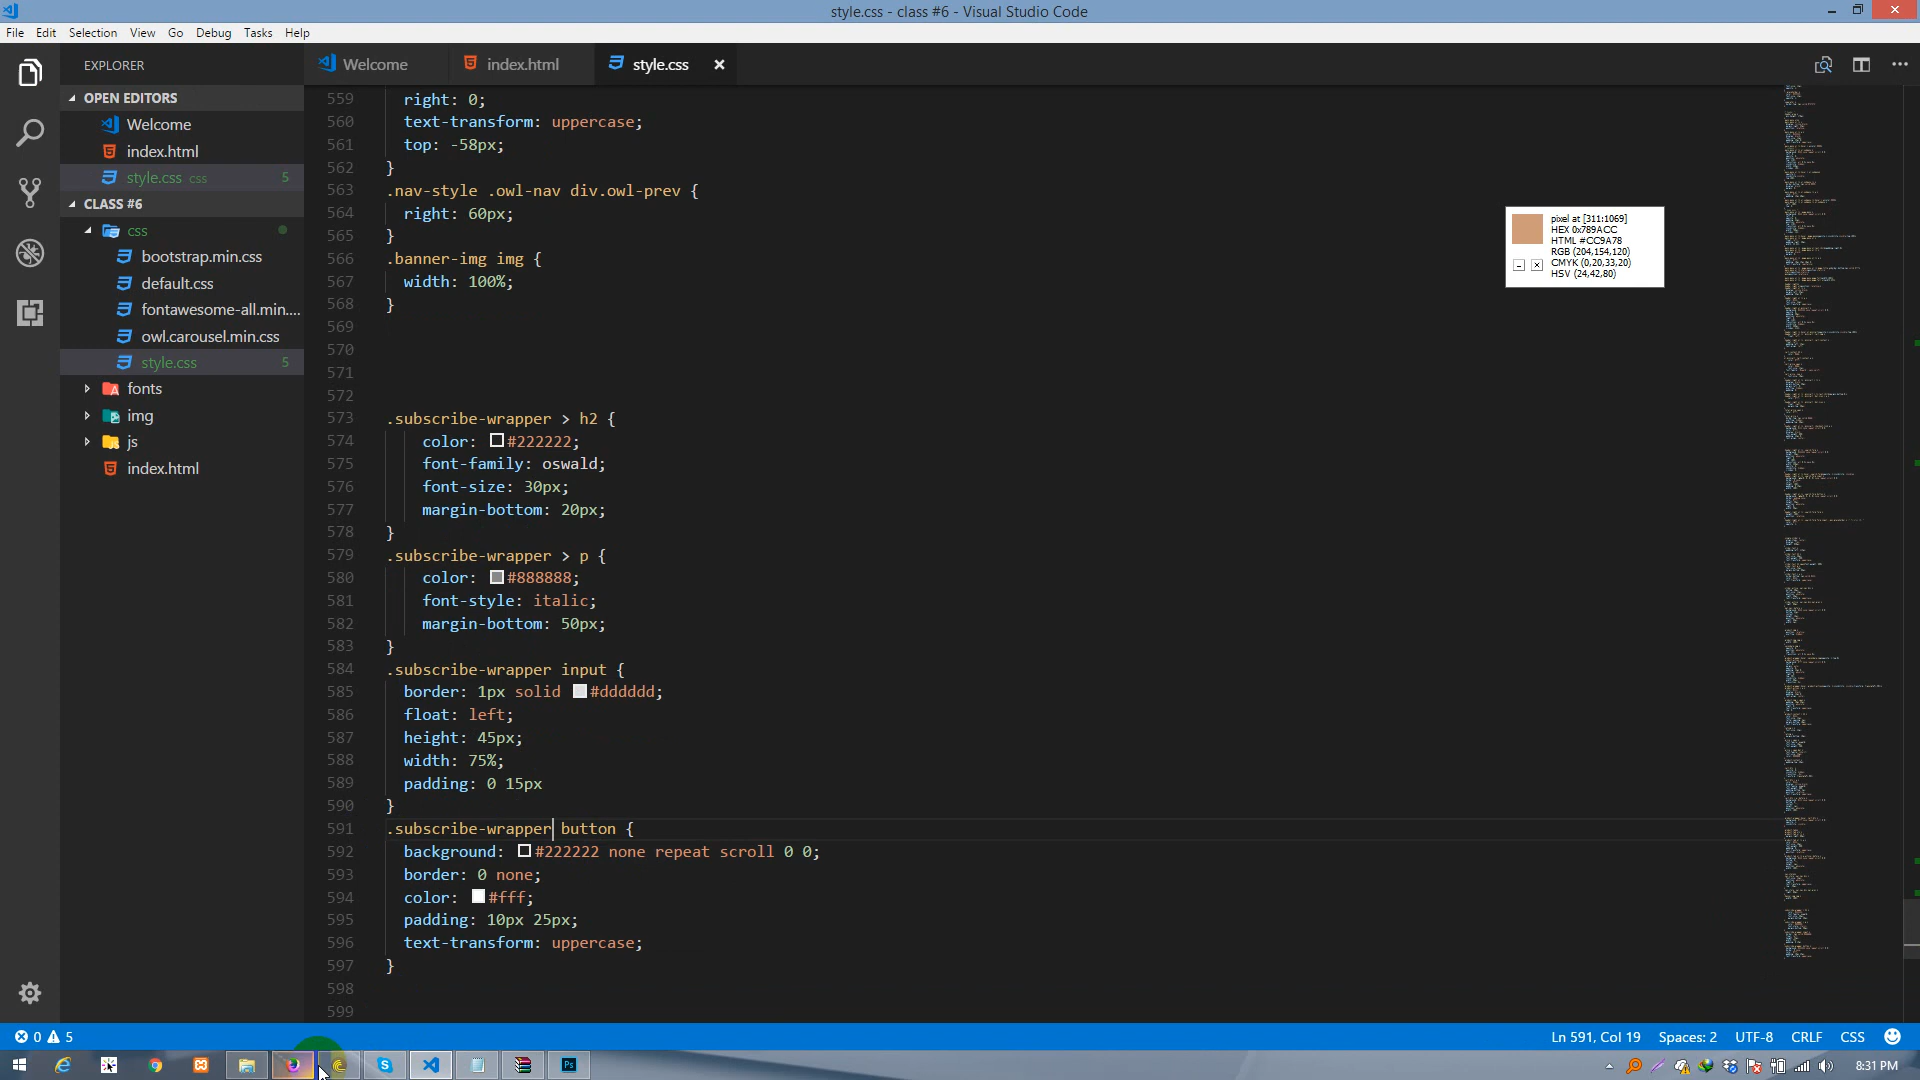 style.css - class #6 - Visual Studio Code
File Edit Selection View Go Debug Tasks Help
EXPLORER
OPEN EDITORS
Welcome
index.html
style.css css 5
CLASS #6
css
bootstrap.min.css
default.css
fontawesome-all.min....
owl.carousel.min.css
style.css 5
fonts
img
js
index.html
Welcome index.html style.css
559 right: 0;
560 text-transform: uppercase;
561 top: -58px;
562 }
563 .nav-style .owl-nav div.owl-prev {
564 right: 60px;
565 }
566 .banner-img img {
567 width: 100%;
568 }
569
570
571
572
573 .subscribe-wrapper > h2 {
574 color: #222222;
575 font-family: oswald;
576 font-size: 30px;
577 margin-bottom: 20px;
578 }
579 .subscribe-wrapper > p {
580 color: #888888;
581 font-style: italic;
582 margin-bottom: 50px;
583 }
584 .subscribe-wrapper input {
585 border: 1px solid #dddddd;
586 float: left;
587 height: 45px;
588 width: 75%;
589 padding: 0 15px
590 }
591 .subscribe-wrapper button {
592 background: #222222 none repeat scroll 0 0;
593 border: 0 none;
594 color: #fff;
595 padding: 10px 25px;
596 text-transform: uppercase;
597 }
598
599
pixel at [311:1069]
HEX 0x789ACC
HTML #CC9A78
RGB (204,154,120)
CMYK (0,20,33,20)
HSV (24,42,80)
0 5 Ln 591, Col 19 Spaces: 2 UTF-8 CRLF CSS
Ps 8:31 PM